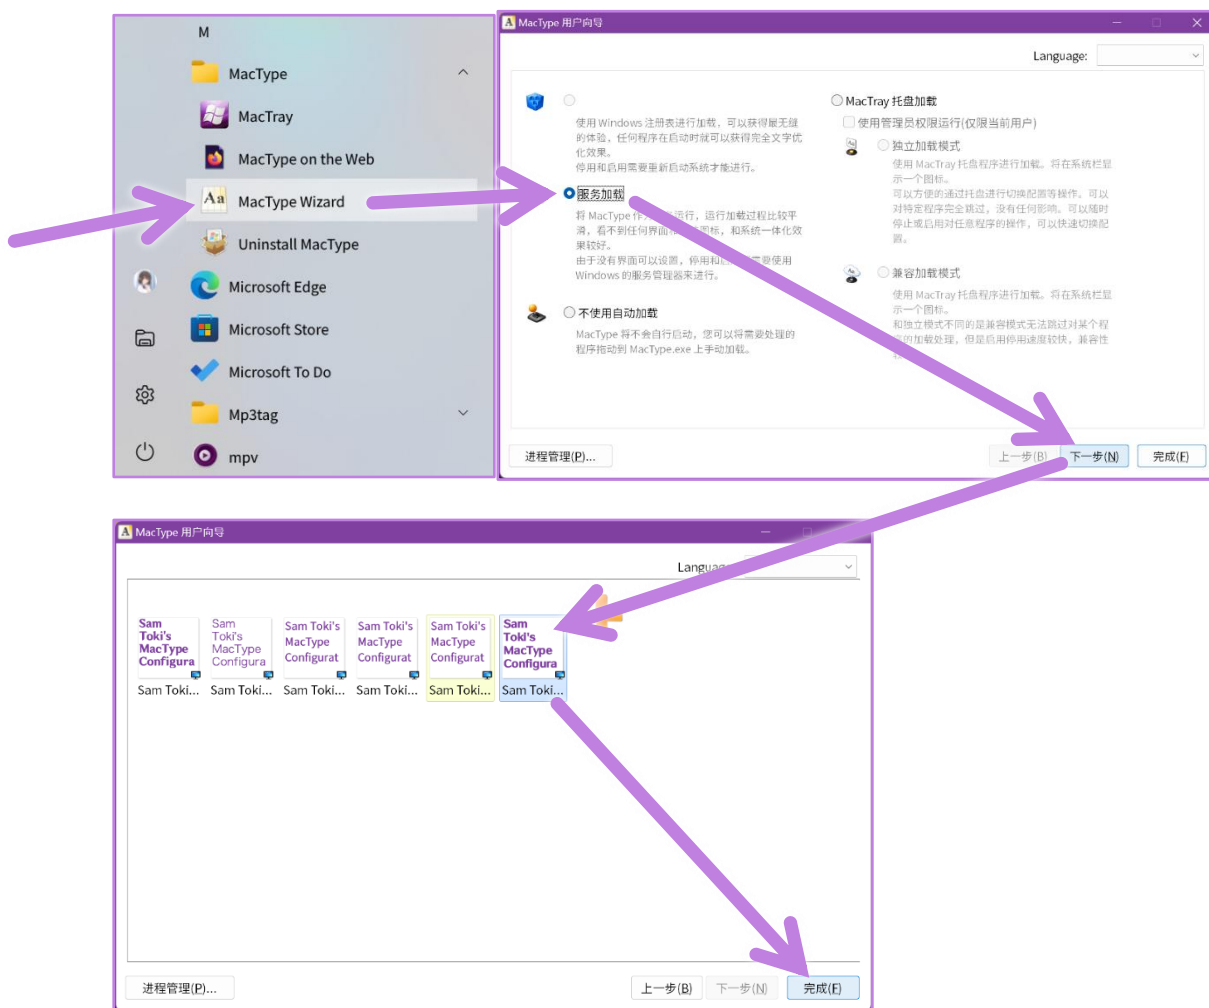 M
MacType
MacTray
MacType on the Web
MacType Wizard
Uninstall MacType
Microsoft Edge
Microsoft Store
Microsoft To Do
Mp3tag
mpv
MacType 用户向导
Language:
使用 Windows 注册表进行加载，可以获得最无缝
的体验，任何程序在启动时就可以获得完全文字优
化效果。
停用和启用需要重新启动系统才能进行。
服务加载
将 MacType 作 运行，运行加载过程比较平
滑，看不到任何界面 图标，和系统一体化效
果较好。
由于没有界面可以设置，停用和 需要使用
Windows 的服务管理器来进行。
不使用自动加载
MacType 将不会自行启动，您可以将需要处理的
程序拖动到 MacType.exe 上手动加载。
MacTray 托盘加载
使用管理员权限运行(仅限当前用户)
独立加载模式
使用 MacTray 托盘程序进行加载。将在系统栏显
示一个图标。
可以方便的通过托盘进行切换配置等操作。可以
对特定程序完全跳过，没有任何影响。可以随时
停止或启用对任意程序的操作，可以快速切换配
置。
兼容加载模式
使用 MacTray 托盘程序进行加载。将在系统栏显
示一个图标。
和独立模式不同的是兼容模式无法跳过对某个程
的加载处理，但是启用停用速度较快，兼容性
进程管理(P)...
上一步(B)
下一步(N)
完成(F)
MacType 用户向导
Sam
Toki's
MacType
Configura
Sam Toki...
Sam
Toki's
MacType
Configura
Sam Toki...
Sam Toki's
MacType
Configurat
Sam Toki...
Sam Toki's
MacType
Configurat
Sam Toki...
Sam Toki's
MacType
Configurat
Sam Toki...
Sam
Toki's
MacType
Configura
Sam Toki...
进程管理(P)...
上一步(B)
下一步(N)
完成(F)